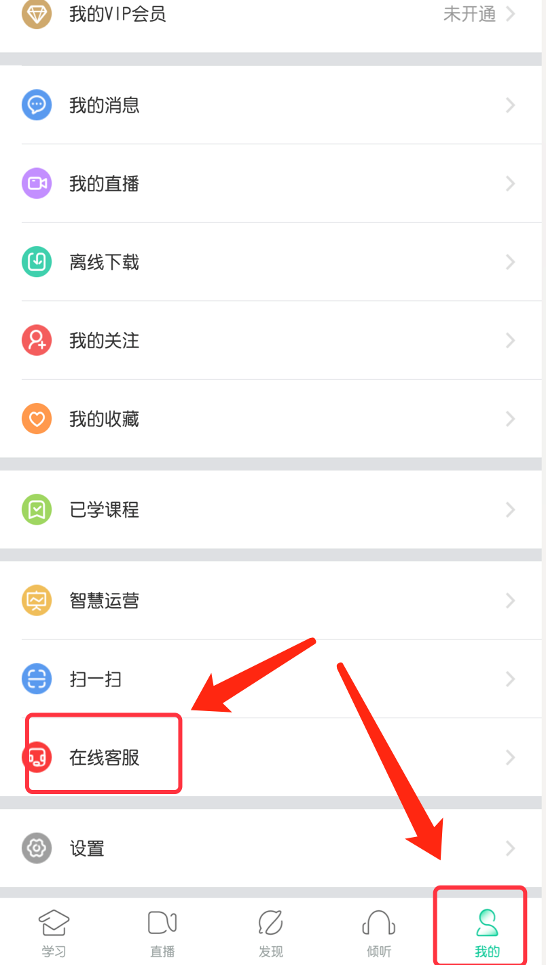 我的VIP会员 未开通
我的消息
我的直播
离线下载
我的关注
我的收藏
已学课程
智慧运营
扫一扫
在线客服
设置
学习 直播 发现 倾听 我的